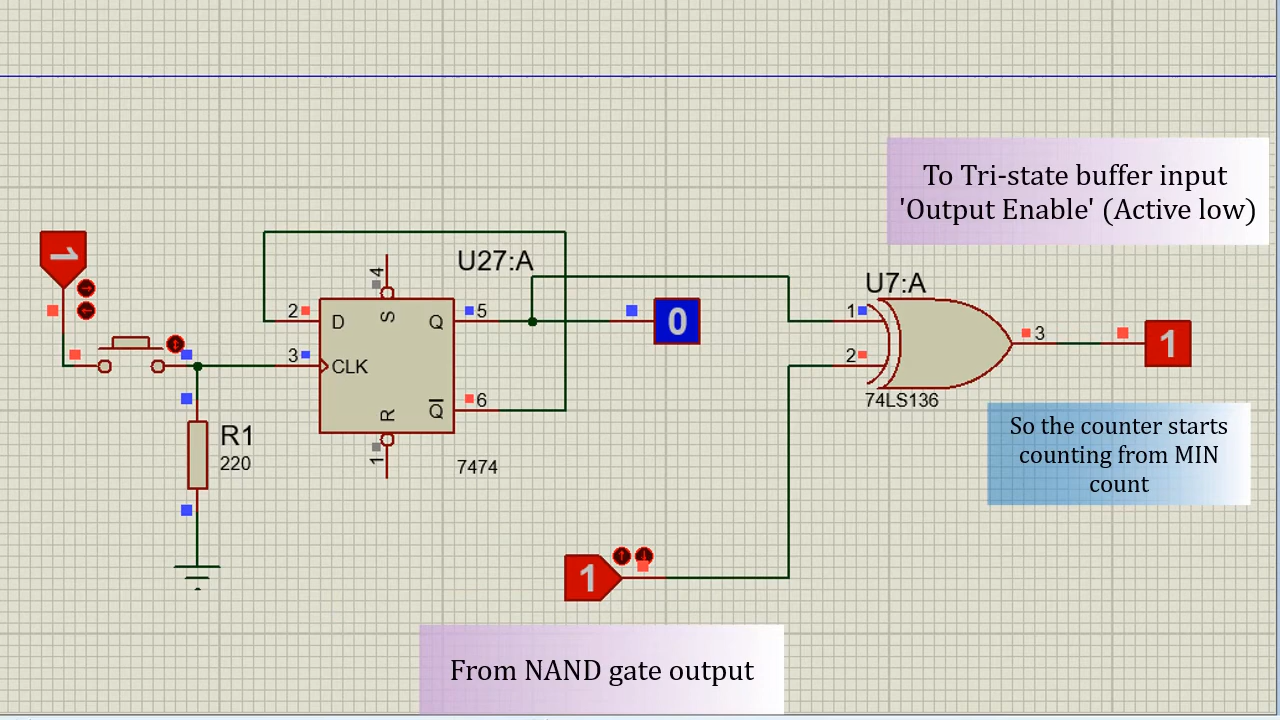 To Tri-state buffer input
'Output Enable' (Active low)
1
4
U27:A
U7:A
2
D
S
Q
5
0
1
3
CLK
2
3
1
R1
220
R
Q
6
74LS136
1
7474
So the counter starts
counting from MIN
count
1
From NAND gate output